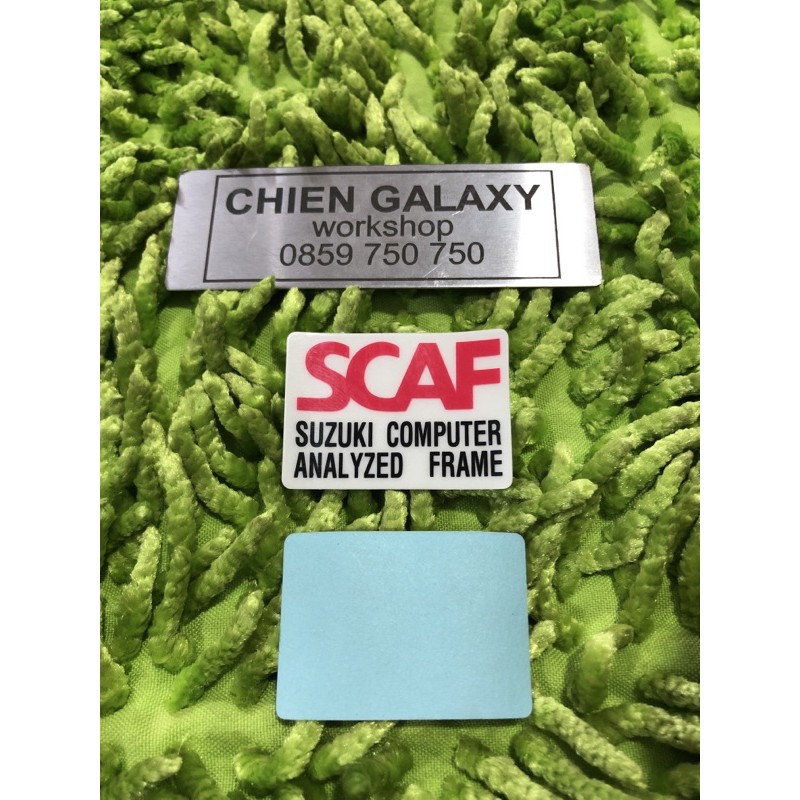 CHIEN GALAXY
workshop
0859 750 750
SCAF
SUZUKI COMPUTER
ANALYZED FRAME